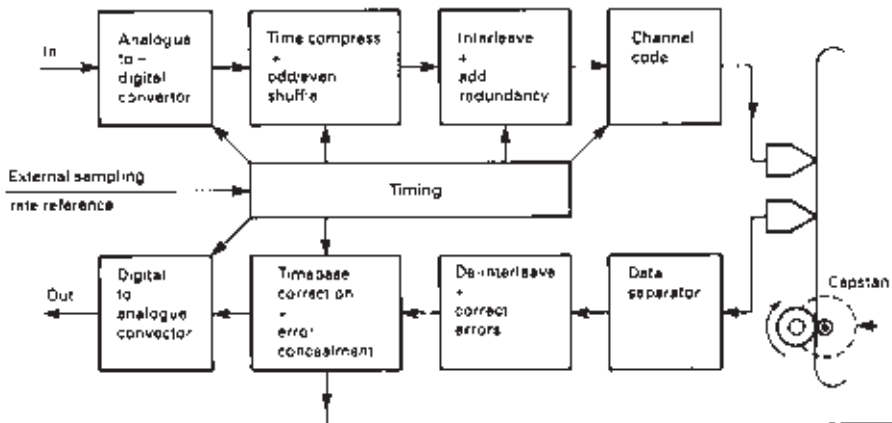 In
Analogue
to –
digital
convertor
Time compress
+
odd/even
shuffle
Interleave
+
add
redundancy
Channel
code
External sampling
rate reference
Timing
Out
Digital
to
analogue
convector
Timebase
correction
+
error
concealment
De-interleave
+
correct
errors
Data
separator
Capstan